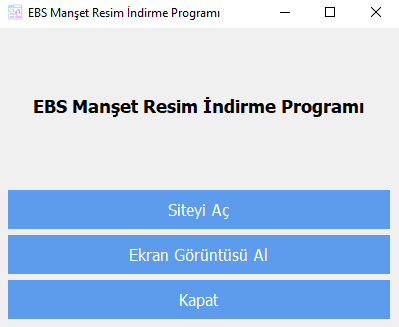 EBS Manşet Resim İndirme Programı
EBS Manşet Resim İndirme Programı
Siteyi Aç
Ekran Görüntüsü Al
Kapat